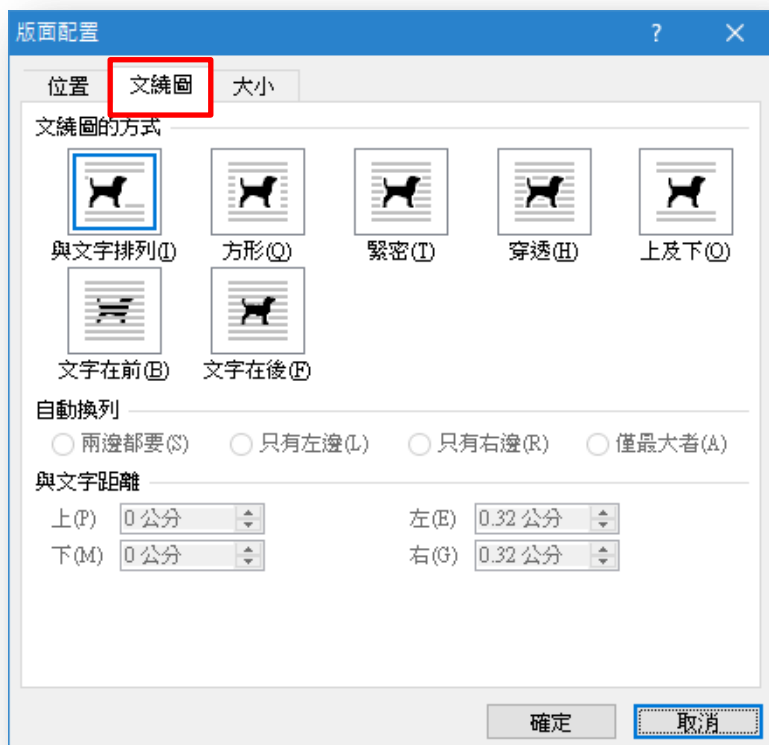 版面配置 ?
位置 文繞圖 大小
文繞圖的方式
與文字排列(I) 方形(Q) 緊密(T) 穿透(H) 上及下(O)
文字在前(B) 文字在後(F)
自動換列
兩邊都要(S) 只有左邊(L) 只有右邊(R) 僅最大者(A)
與文字距離
上(P) 0 公分 左(E) 0.32 公分
下(M) 0 公分 右(G) 0.32 公分
確定 取消